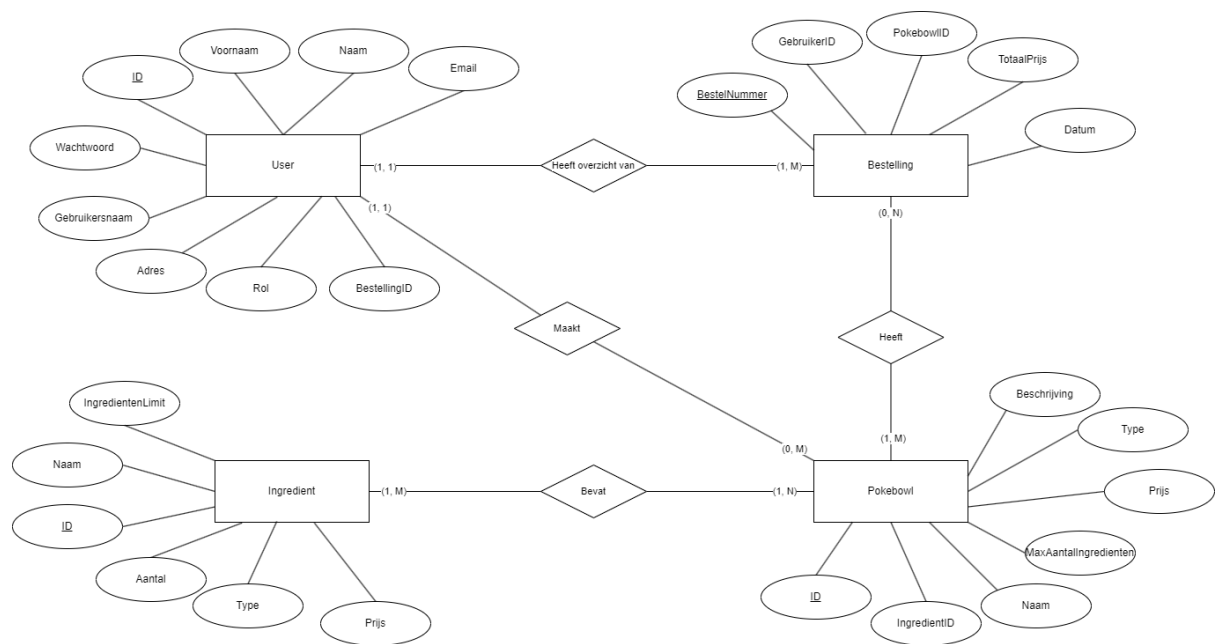 Voornaam
Naam
ID
Email
Wachtwoord
User
Gebruikersnaam
Adres
Rol
BestellingID
(1, 1)
(1, 1)
Heeft overzicht van
(1, M)
GebruikerID
PokebowlID
TotaalPrijs
BestelNummer
Datum
Bestelling
(0, N)
Maakt
Heeft
(0, M)
(1, M)
IngredientenLimit
Naam
Ingredient
ID
Aantal
Type
Prijs
(1, M)
Bevat
(1, N)
Pokebowl
Beschrijving
Type
Prijs
MaxAantalIngredienten
Naam
IngredientID
ID